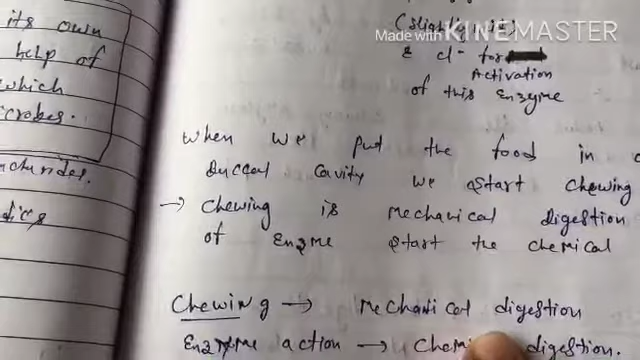 its own
help of
which
crobes.
Made with KINEMASTER
(slightly
& cl- for
Activation
of this Enzyme
When we put the food in
buccal cavity we start chewing
→ Chewing is mechanical digestion
of Enzme start the chemical
Chewing → Mechanical digestion
Enzyme action → Chemi digestion.